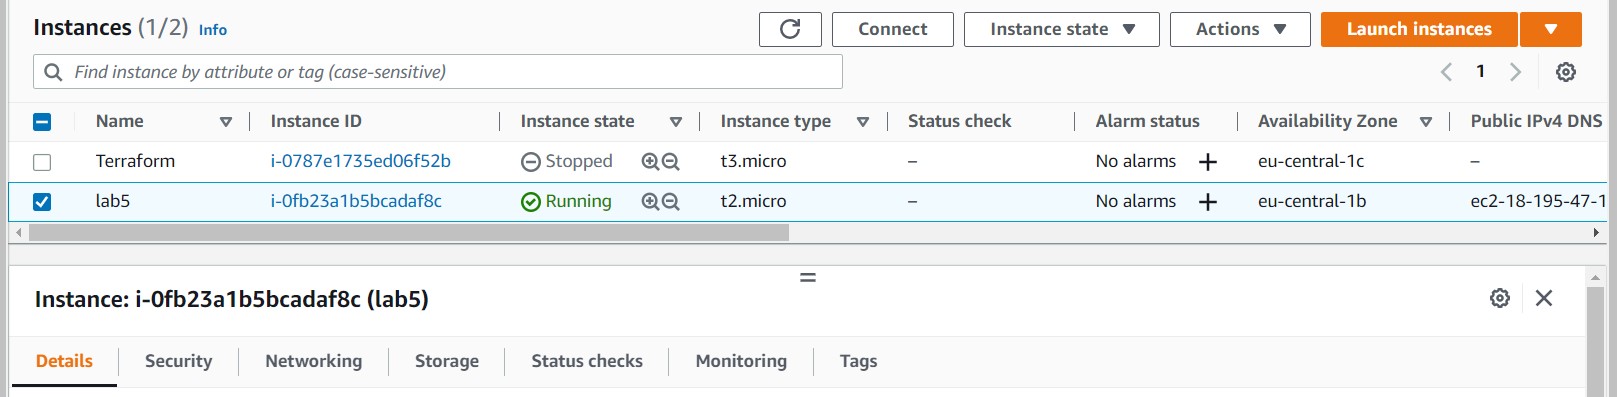 Instances (1/2) Info Connect Instance state Actions Launch instances
Find instance by attribute or tag (case-sensitive) 1
Name Instance ID Instance state Instance type Status check Alarm status Availability Zone Public IPv4 DNS
Terraform i-0787e1735ed06f52b Stopped t3.micro – No alarms + eu-central-1c –
lab5 i-0fb23a1b5bcadaf8c Running t2.micro – No alarms + eu-central-1b ec2-18-195-47-1
Instance: i-0fb23a1b5bcadaf8c (lab5)
Details Security Networking Storage Status checks Monitoring Tags